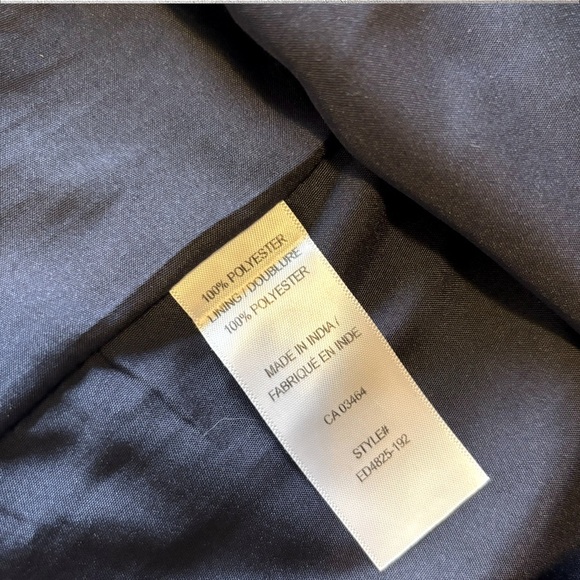 100% POLYESTER
LINING / DOUBLURE
100% POLYESTER
MADE IN INDIA /
FABRIQUÉ EN INDE
CA 03464
STYLE#
ED4825-192